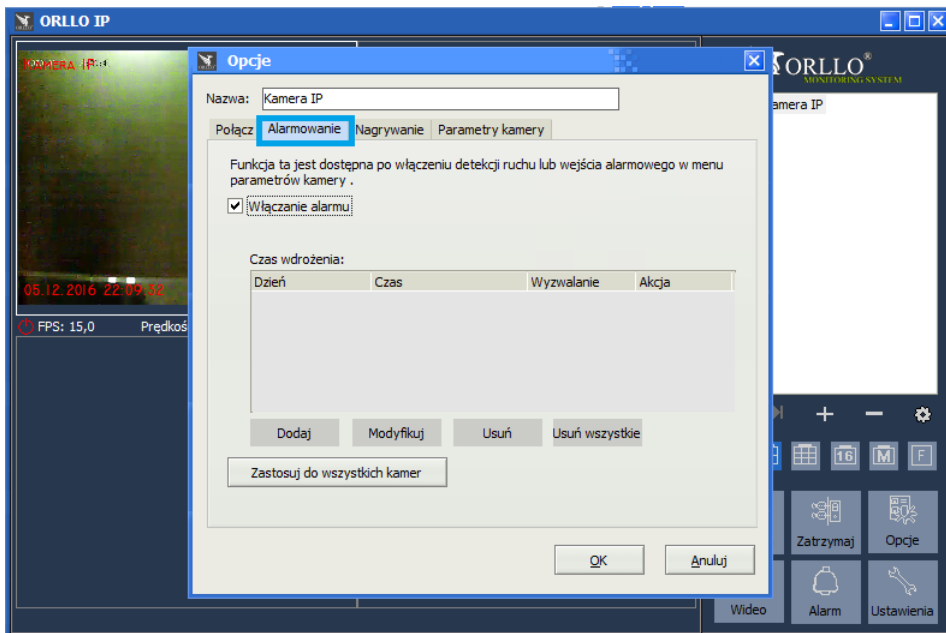 ORLLO IP
KAMERA IP
ORLLO®
MONITORING SYSTEM
Opcje
Nazwa: Kamera IP
amera IP
Połącz Alarmowanie Nagrywanie Parametry kamery
Funkcja ta jest dostępna po włączeniu detekcji ruchu lub wejścia alarmowego w menu
parametrów kamery .
Włączanie alarmu
Czas wdrożenia:
Dzień Czas Wyzwalanie Akcja
05.12.2016 22:09:52
FPS: 15,0 Prędkoś
Dodaj Modyfikuj Usuń Usuń wszystkie
Zastosuj do wszystkich kamer
16 M F
Zatrzymaj Opcje
OK Anuluj
Wideo Alarm Ustawienia